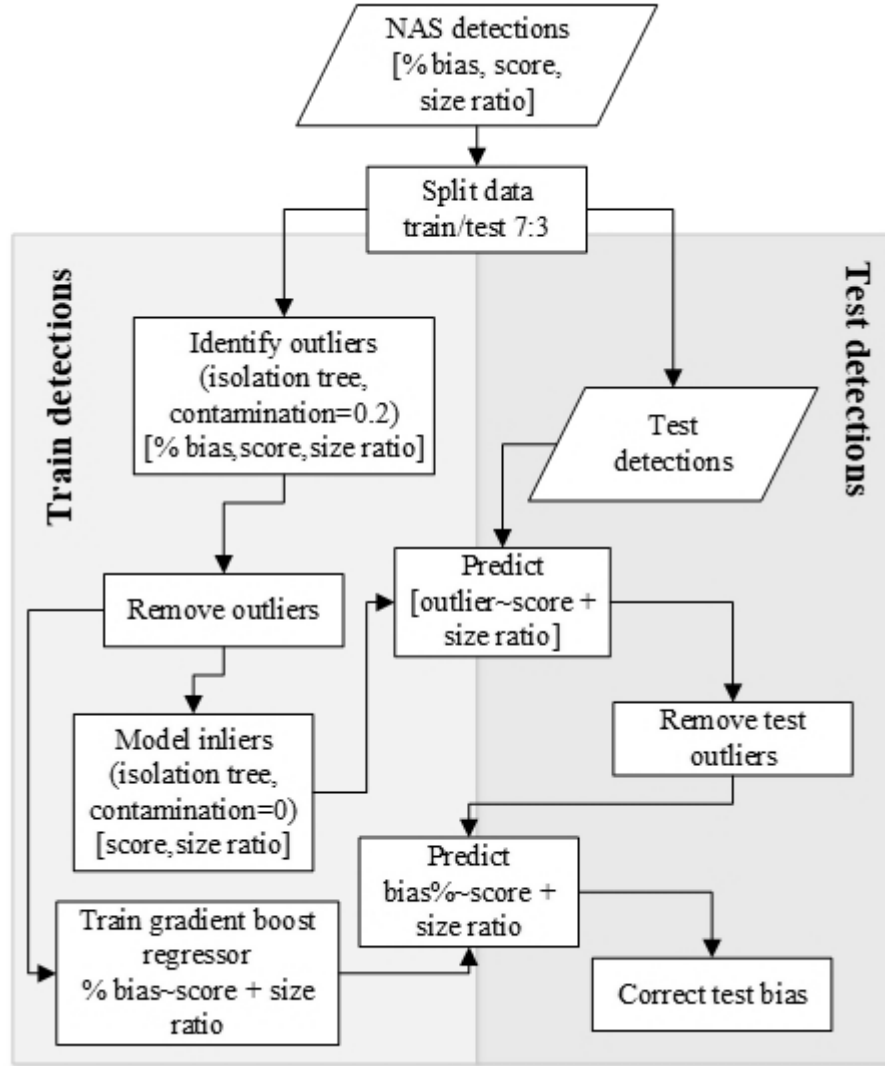 NAS detections
[% bias, score,
size ratio]
Split data
train/test 7:3
Train detections
Test detections
Identify outliers
(isolation tree,
contamination=0.2)
[% bias,score,size ratio]
Test
detections
Remove outliers
Predict
[outlier~score +
size ratio]
Model inliers
(isolation tree,
contamination=0)
[score,size ratio]
Remove test
outliers
Predict
bias%~score +
size ratio
Train gradient boost
regressor
% bias~score + size
ratio
Correct test bias